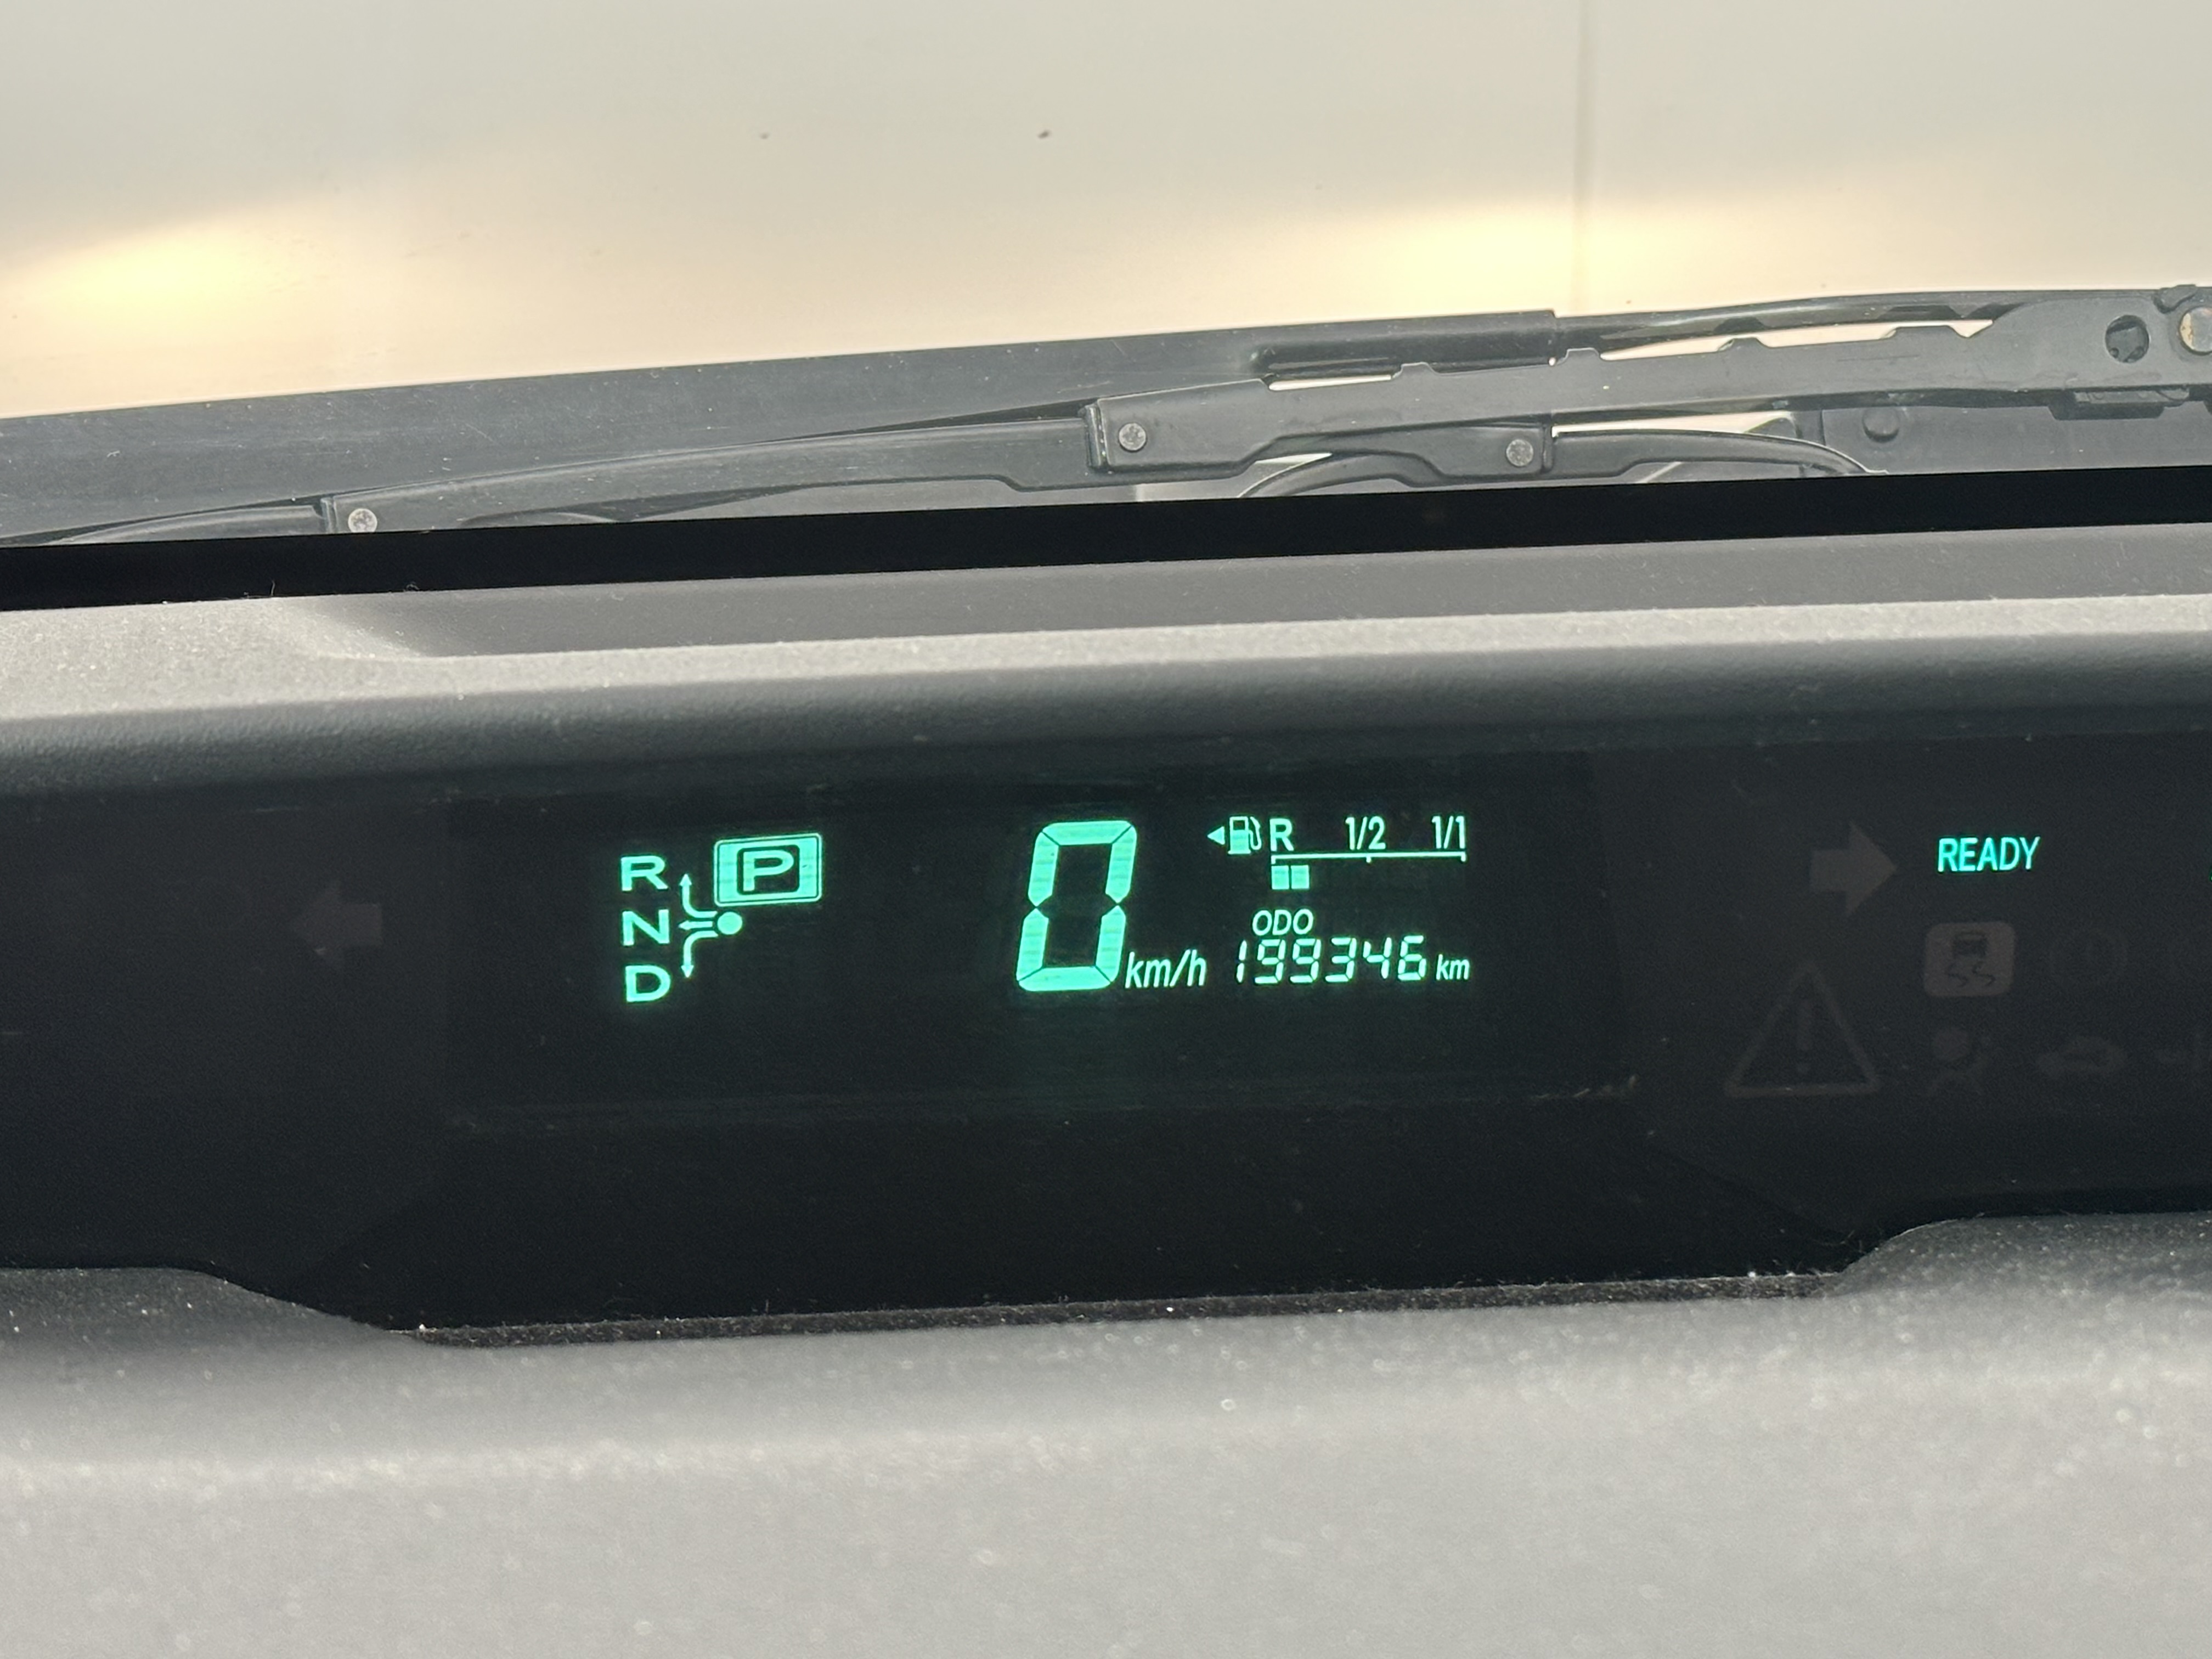 R P
N
D
0 km/h
R 1/2 1/1
ODO
199346 km
READY